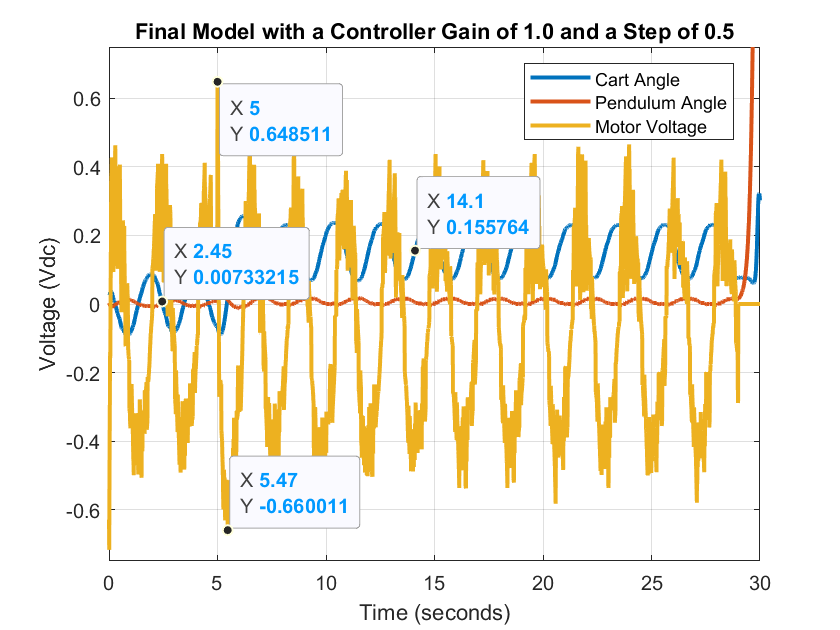 Final Model with a Controller Gain of 1.0 and a Step of 0.5
Cart Angle
Pendulum Angle
Motor Voltage
X 5
Y 0.648511
X 14.1
Y 0.155764
X 2.45
Y 0.00733215
X 5.47
Y -0.660011
0.6
0.4
0.2
0
-0.2
-0.4
-0.6
Voltage (Vdc)
0 5 10 15 20 25 30
Time (seconds)